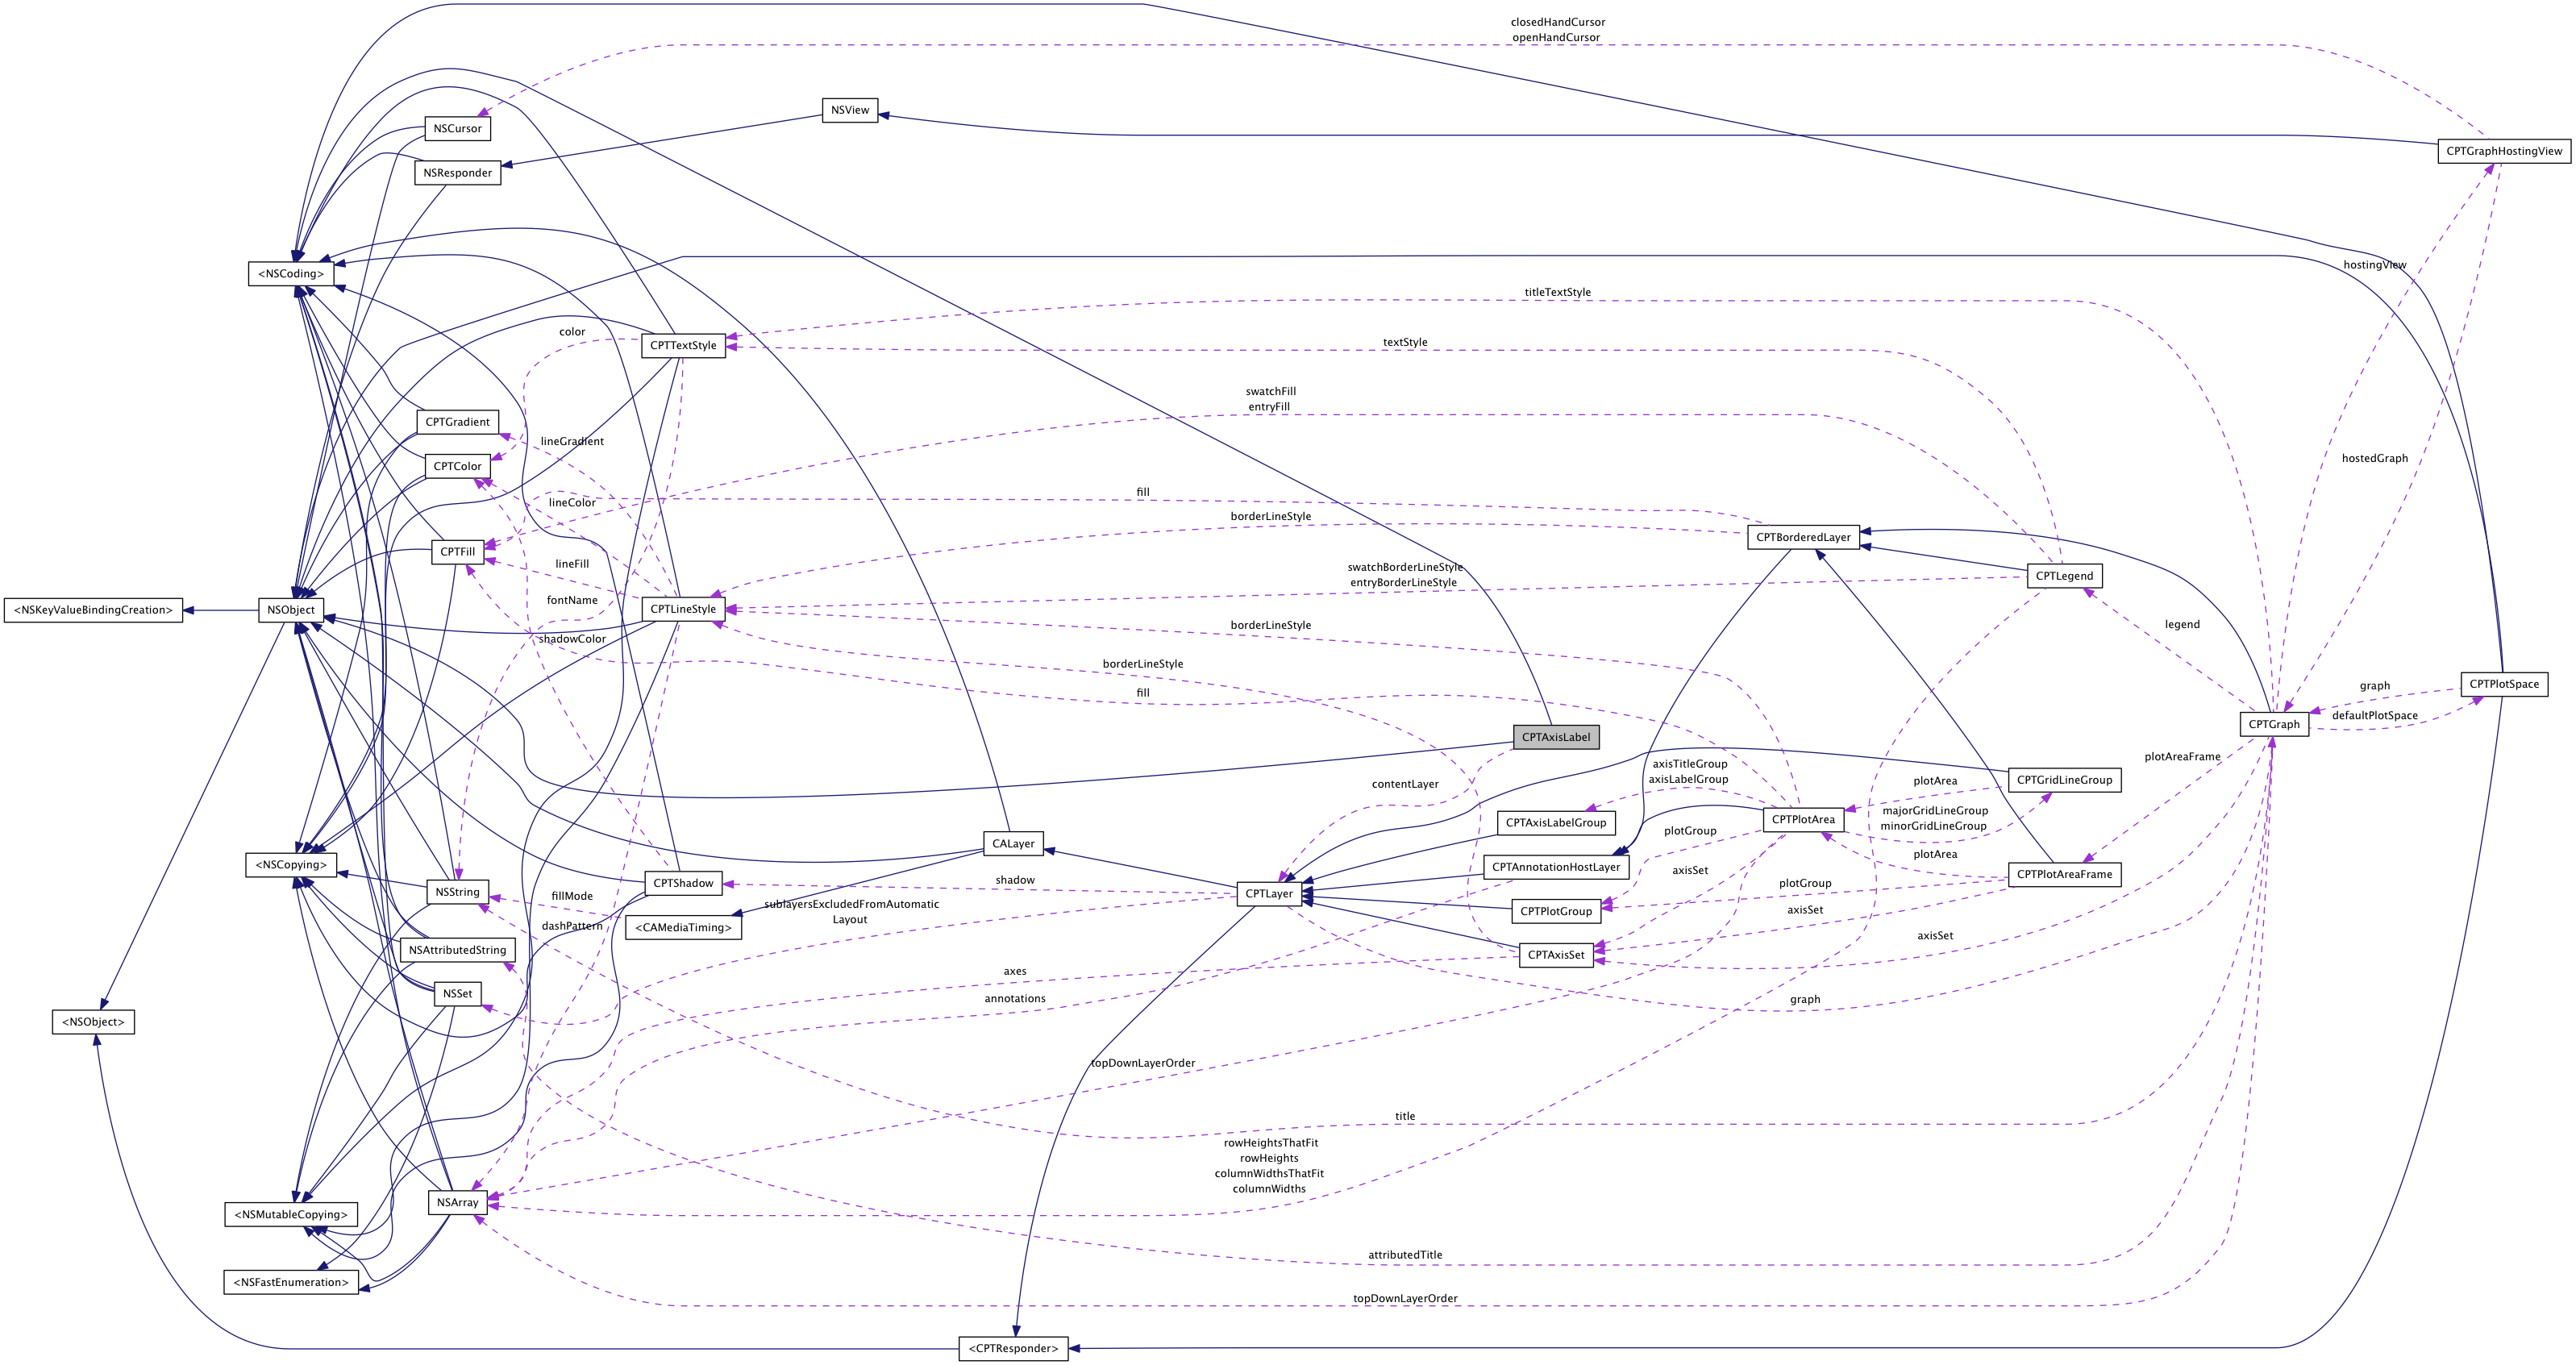 closedHandCursor
openHandCursor
NSView
NSCursor
CPTGraphHostingView
NSResponder
hostingView
<NSCoding>
titleTextStyle
color
textStyle
CPTTextStyle
swatchFill
entryFill
CPTGradient
lineGradient
hostedGraph
CPTColor
fill
lineColor
borderLineStyle
CPTBorderedLayer
CPTFill
lineFill
swatchBorderLineStyle
entryBorderLineStyle
CPTLegend
fontName
<NSKeyValueBindingCreation>
NSObject
CPTLineStyle
legend
borderLineStyle
shadowColor
borderLineStyle
CPTPlotSpace
graph
fill
defaultPlotSpace
CPTGraph
CPTAxisLabel
plotAreaFrame
axisTitleGroup
axisLabelGroup
contentLayer
plotArea
CPTGridLineGroup
majorGridLineGroup
minorGridLineGroup
CPTAxisLabelGroup
CPTPlotArea
plotGroup
CALayer
plotArea
<NSCopying>
CPTAnnotationHostLayer
axisSet
CPTPlotAreaFrame
shadow
CPTShadow
plotGroup
NSString
CPTLayer
fillMode
sublayersExcludedFromAutomatic
Layout
CPTPlotGroup
axisSet
dashPattern
<CAMediaTiming>
axisSet
NSAttributedString
CPTAxisSet
axes
NSSet
annotations
graph
<NSObject>
topDownLayerOrder
title
rowHeightsThatFit
rowHeights
columnWidthsThatFit
columnWidths
NSArray
<NSMutableCopying>
attributedTitle
<NSFastEnumeration>
topDownLayerOrder
<CPTResponder>